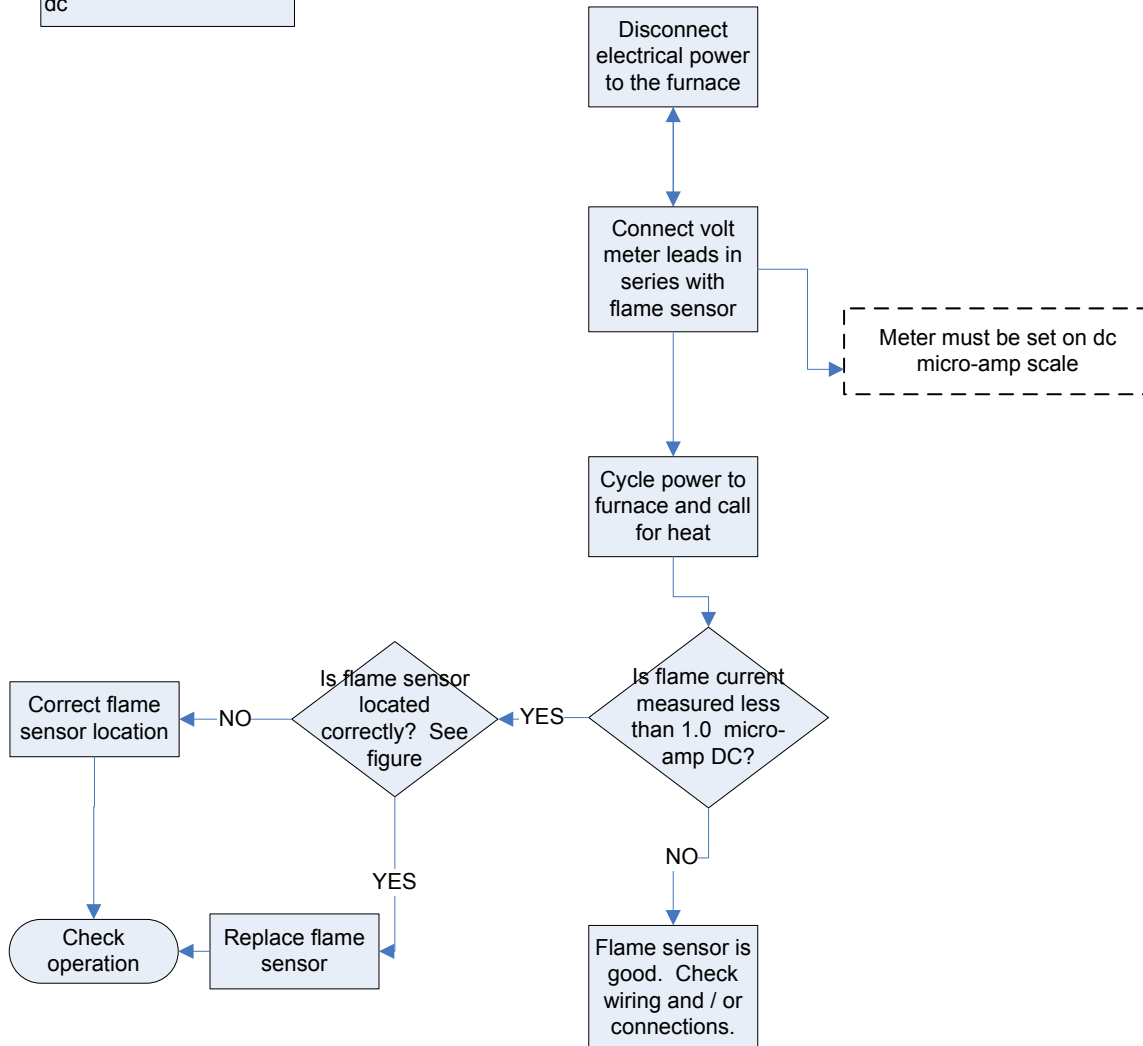 dc
Disconnect
electrical power
to the furnace
Connect volt
meter leads in
series with
flame sensor
Meter must be set on dc
micro-amp scale
Cycle power to
furnace and call
for heat
Is flame current
measured less
than 1.0 micro-
amp DC?
YES
Is flame sensor
located
correctly? See
figure
NO
Correct flame
sensor location
YES
Replace flame
sensor
Check
operation
NO
Flame sensor is
good. Check
wiring and / or
connections.